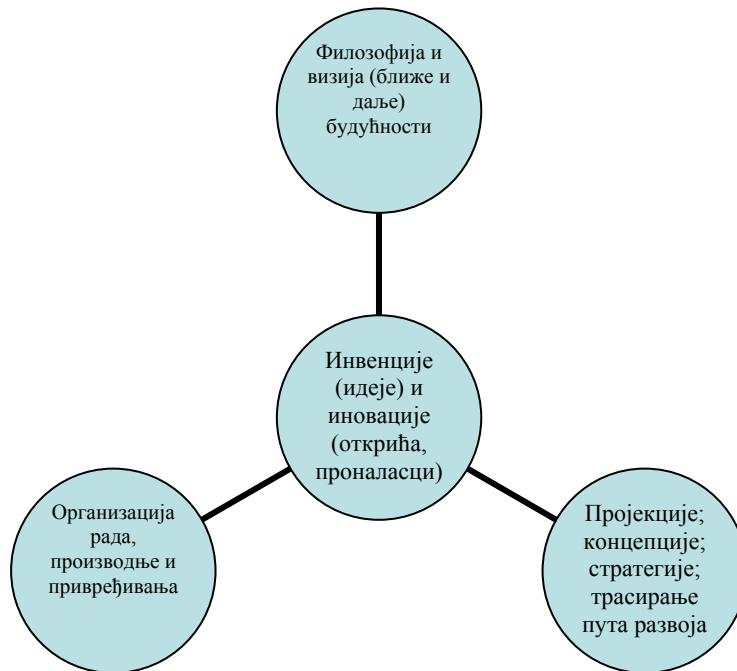 Филозофија и
визија (ближе и
даље)
будућности
Инвенције
(идеје) и
иновације
(открића,
проналасци)
Организација
рада,
производње и
привређивања
Пројекције;
концепције;
стратегије;
трасирање
пута развоја